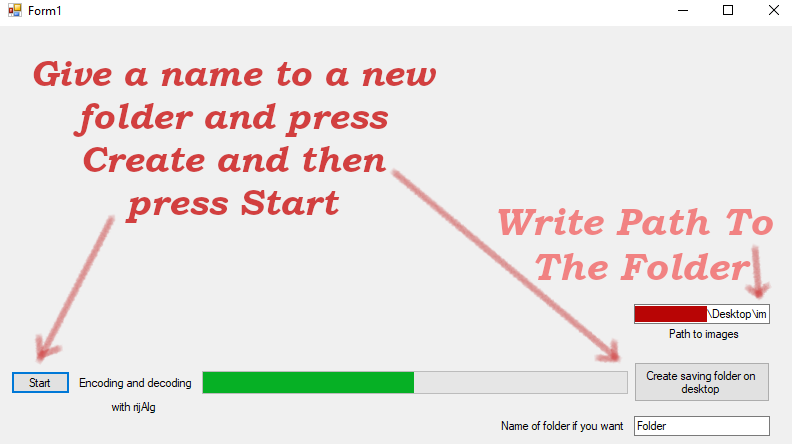 Form1
Give a name to a new
folder and press
Create and then
press Start
Write Path To
The Folder
\Desktop\im
Path to images
Start
Encoding and decoding
with rijAlg
Create saving folder on
desktop
Name of folder if you want
Folder